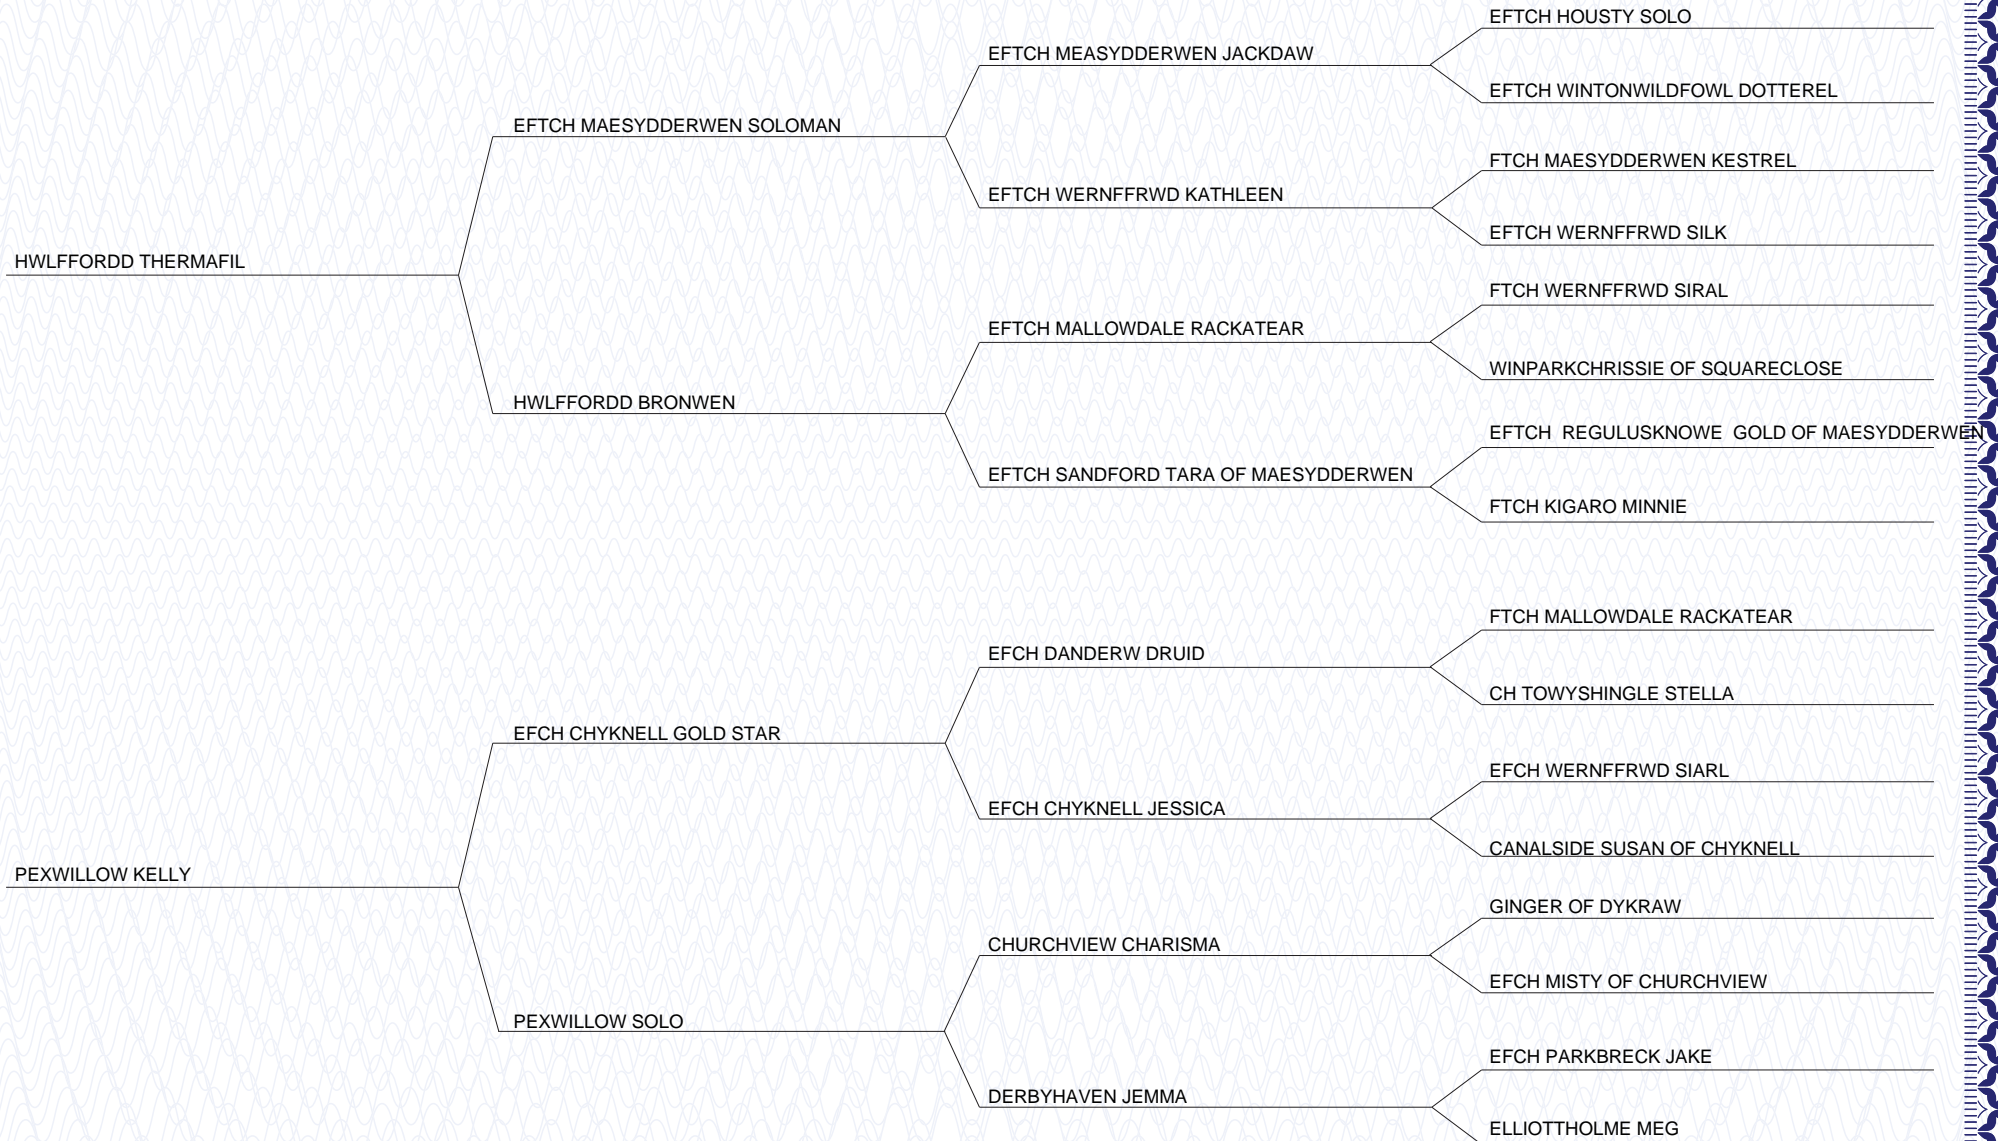 EFTCH HOUSTY SOLO
EFTCH MEASYDDERWEN JACKDAW
EFTCH WINTONWILDFOWL DOTTEREL
EFTCH MAESYDDERWEN SOLOMAN
FTCH MAESYDDERWEN KESTREL
EFTCH WERNFFRWD KATHLEEN
EFTCH WERNFFRWD SILK
HWLFFORDD THERMAFIL
FTCH WERNFFRWD SIRAL
EFTCH MALLOWDALE RACKATEAR
WINPARKCHRISSIE OF SQUARECLOSE
HWLFFORDD BRONWEN
EFTCH  REGULUSKNOWE  GOLD OF MAESYDDERWEN
EFTCH SANDFORD TARA OF MAESYDDERWEN
FTCH KIGARO MINNIE
FTCH MALLOWDALE RACKATEAR
EFCH DANDERW DRUID
CH TOWYSHINGLE STELLA
EFCH CHYKNELL GOLD STAR
EFCH WERNFFRWD SIARL
EFCH CHYKNELL JESSICA
CANALSIDE SUSAN OF CHYKNELL
PEXWILLOW KELLY
GINGER OF DYKRAW
CHURCHVIEW CHARISMA
EFCH MISTY OF CHURCHVIEW
PEXWILLOW SOLO
EFCH PARKBRECK JAKE
DERBYHAVEN JEMMA
ELLIOTTHOLME MEG